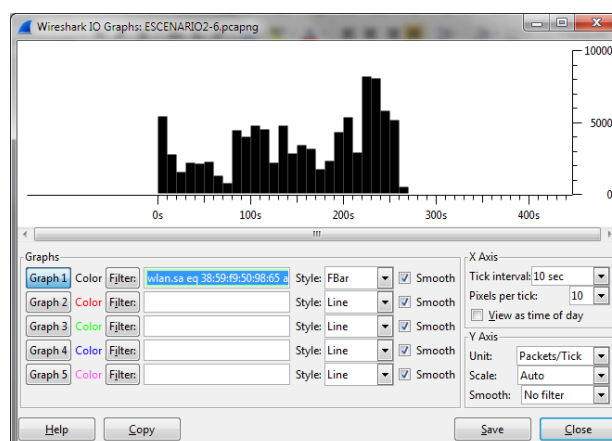 Wireshark IO Graphs: ESCENARIO2-6.pcapng
10000
5000
0
0s 100s 200s 300s 400s
Graphs
Graph 1 Color Filter: wlan.sa eq 38:59:f9:50:98:65 a Style: FBar Smooth
Graph 2 Color Filter: Style: Line Smooth
Graph 3 Color Filter: Style: Line Smooth
Graph 4 Color Filter: Style: Line Smooth
Graph 5 Color Filter: Style: Line Smooth
X Axis
Tick interval: 10 sec
Pixels per tick: 10
View as time of day
Y Axis
Unit: Packets/Tick
Scale: Auto
Smooth: No filter
Help Copy Save Close